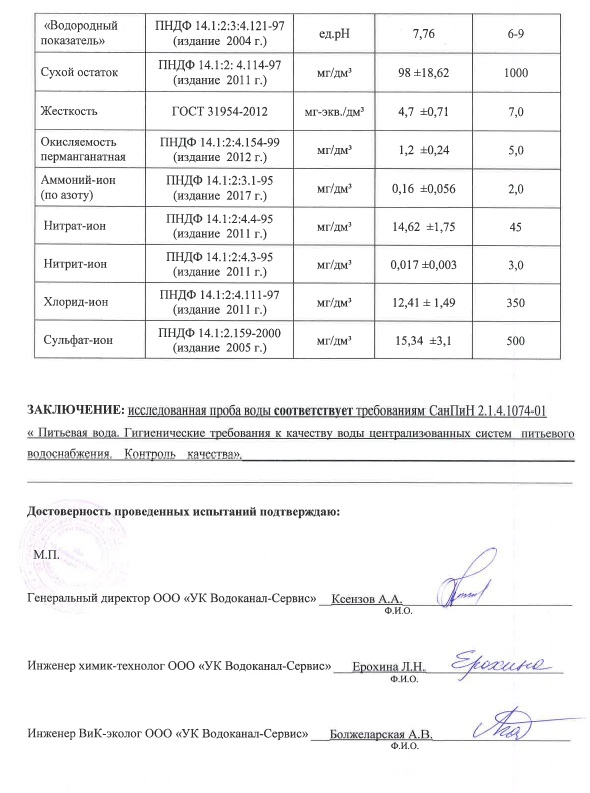 «Водородный
показатель»
ПНДФ 14.1:2:3:4.121-97
(издание 2004 г.)
ед.pH
7,76
6-9
Сухой остаток
ПНДФ 14.1:2: 4.114-97
(издание 2011 г.)
мг/дм³
98 ±18,62
1000
Жесткость
ГОСТ 31954-2012
мг-экв./дм³
4,7 ±0,71
7,0
Окисляемость
перманганатная
ПНДФ 14.1:2:4.154-99
(издание 2012 г.)
мг/дм³
1,2 ±0,24
5,0
Аммоний-ион
(по азоту)
ПНДФ 14.1:2:3.1-95
(издание 2017 г.)
мг/дм³
0,16 ±0,056
2,0
Нитрат-ион
ПНДФ 14.1:2:4.4-95
(издание 2011 г.)
мг/дм³
14,62 ±1,75
45
Нитрит-ион
ПНДФ 14.1:2:4.3-95
(издание 2011 г.)
мг/дм³
0,017 ±0,003
3,0
Хлорид-ион
ПНДФ 14.1:2:4.111-97
(издание 2011 г.)
мг/дм³
12,41 ± 1,49
350
Сульфат-ион
ПНДФ 14.1:2.159-2000
(издание 2005 г.)
мг/дм³
15,34 ±3,1
500
ЗАКЛЮЧЕНИЕ: исследованная проба воды соответствует требованиям СанПиН 2.1.4.1074-01
« Питьевая вода. Гигиенические требования к качеству воды централизованных систем питьевого
водоснабжения. Контроль качества».
Достоверность проведенных испытаний подтверждаю:
М.П.
Генеральный директор ООО «УК Водоканал-Сервис» Ксензов А.А.
Ф.И.О.
Инженер химик-технолог ООО «УК Водоканал-Сервис» Ерохина Л.Н. Ерохина
Ф.И.О.
Инженер ВиК-эколог ООО «УК Водоканал-Сервис» Болжеларская А.В.
Ф.И.О.